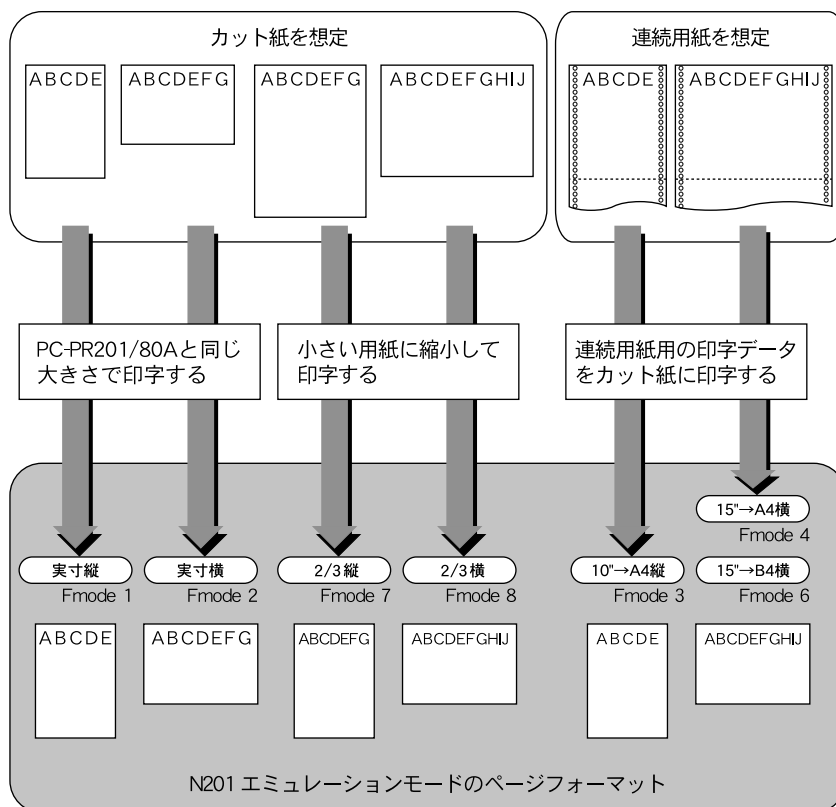 カット紙を想定
連続用紙を想定
ABCDE
ABCDEFG
ABCDEFG
ABCDEFGHIJ
ABCDE
ABCDEFGHIJ
PC-PR201/80Aと同じ
大きさで印字する
小さい用紙に縮小して
印字する
連続用紙用の印字データ
をカット紙に印字する
15"→A4横
Fmode 4
実寸縦
Fmode 1
実寸横
Fmode 2
2/3縦
Fmode 7
2/3横
Fmode 8
10"→A4縦
Fmode 3
15"→B4横
Fmode 6
ABCDE
ABCDEFG
ABCDEFG
ABCDEFGHIJ
ABCDE
ABCDEFGHIJ
N201エミュレーションモードのページフォーマット